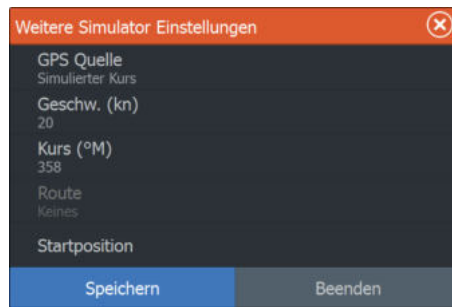 Weitere Simulator Einstellungen
GPS Quelle
Simulierter Kurs
Geschw. (kn)
20
Kurs (°M)
358
Route
Keines
Startposition
Speichern
Beenden